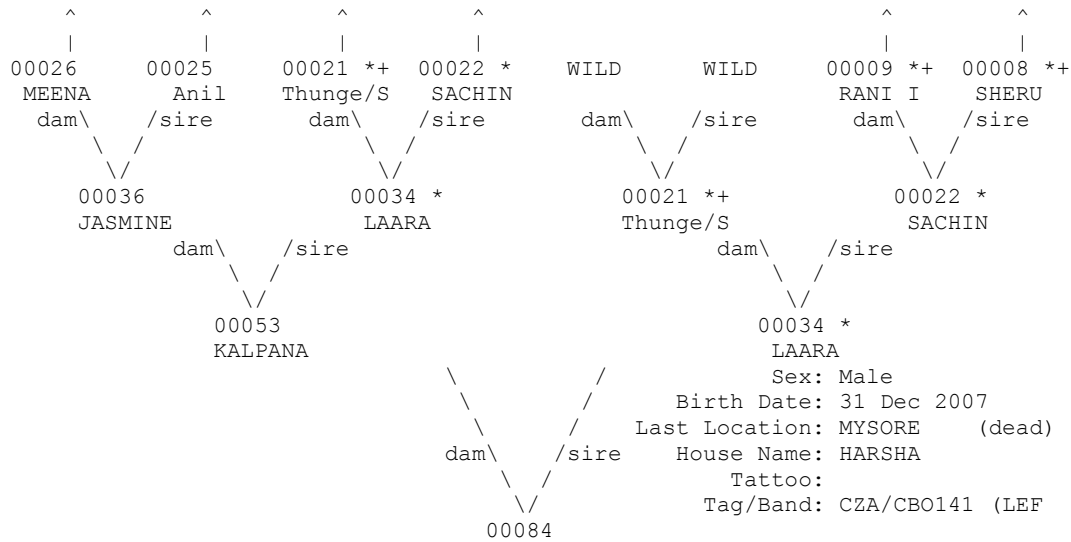 ^ ^ ^ ^ ^ ^
| | | | | |
00026 00025 00021 *+ 00022 * WILD WILD 00009 *+ 00008 *+
MEENA Anil Thunge/S SACHIN RANI I SHERU
dam\ /sire dam\ /sire dam\ /sire dam\ /sire
\ / \ / \ / \ /
\/ \/ \/ \/
00036 00034 * 00021 *+ 00022 *
JASMINE LAARA Thunge/S SACHIN
dam\ /sire dam\ /sire
\ / \ /
\/ \/
00053 00034 *
KALPANA LAARA
\ / Sex: Male
\ / Birth Date: 31 Dec 2007
\ / Last Location: MYSORE (dead)
dam\ /sire House Name: HARSHA
\ / Tattoo:
\/ Tag/Band: CZA/CBO141 (LEF
00084